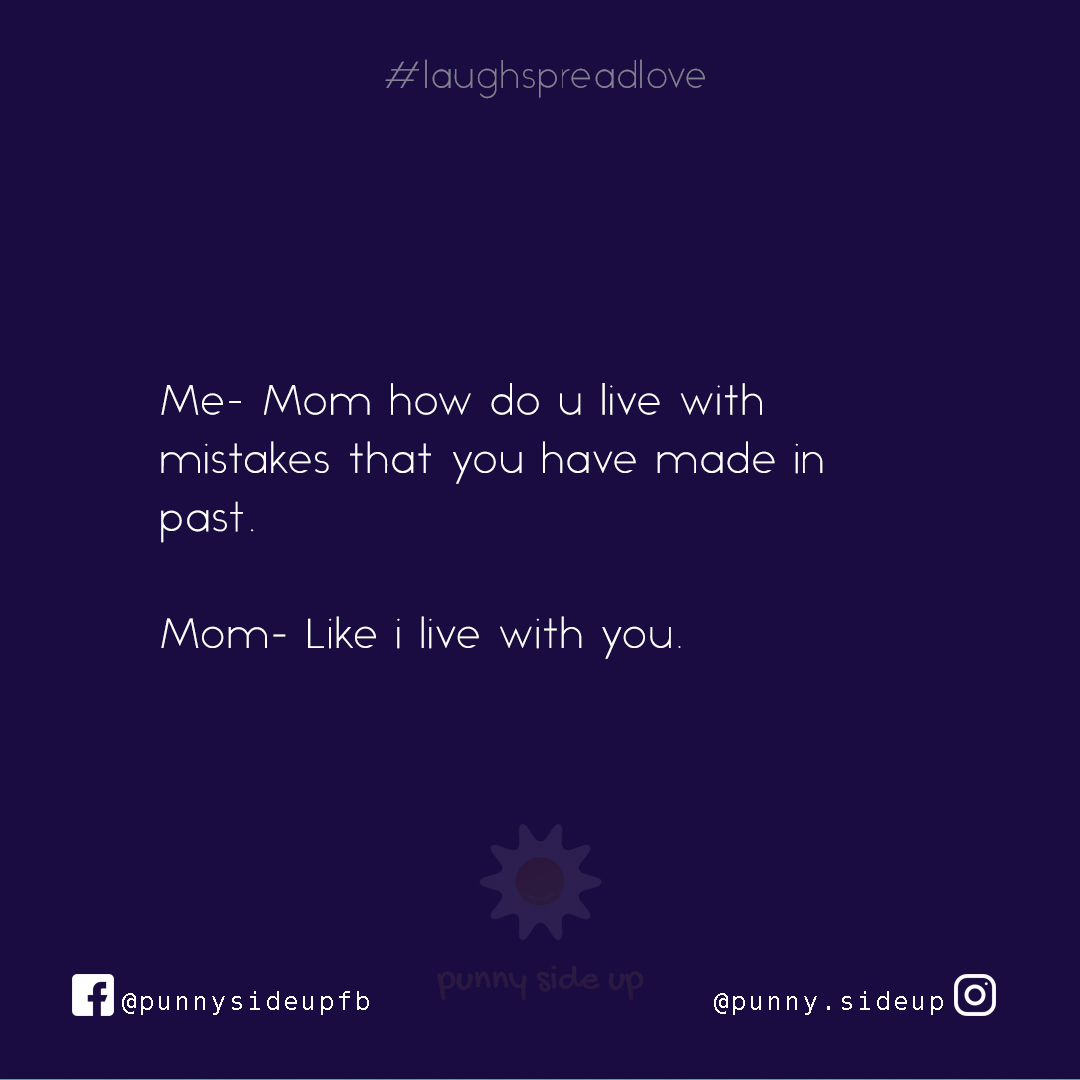 #laughspreadlove
Me- Mom how do u live with
mistakes that you have made in
past.
Mom- Like i live with you.
punny side up
@punnysideupfb
@punny.sideup